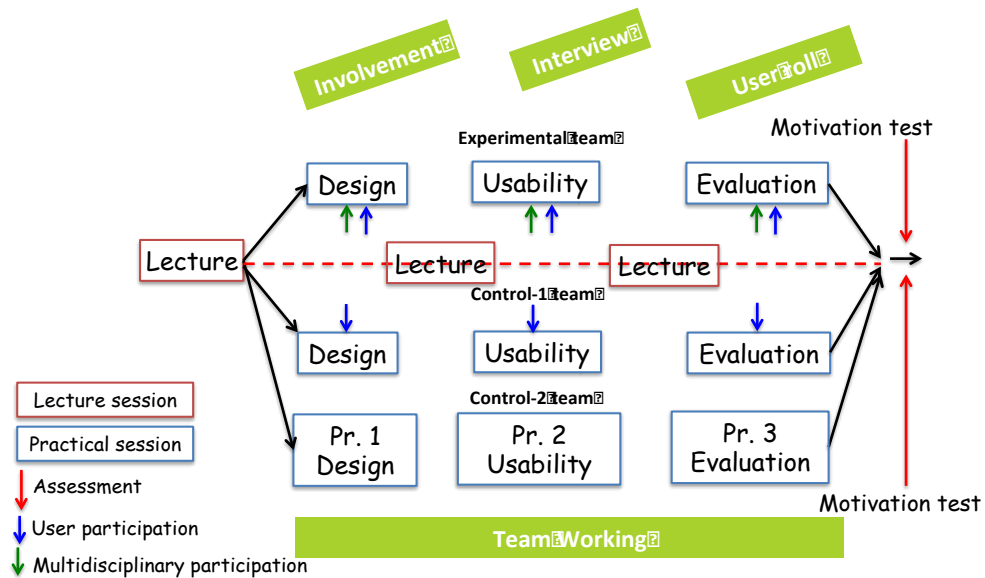 Involvement
Interview
User roll
Motivation test
Experimental team
Design
Usability
Evaluation
Lecture
Lecture
Lecture
Control-1 team
Design
Usability
Evaluation
Control-2 team
Pr. 1
Design
Pr. 2
Usability
Pr. 3
Evaluation
Lecture session
Practical session
Assessment
User participation
Multidisciplinary participation
Motivation test
Team Working